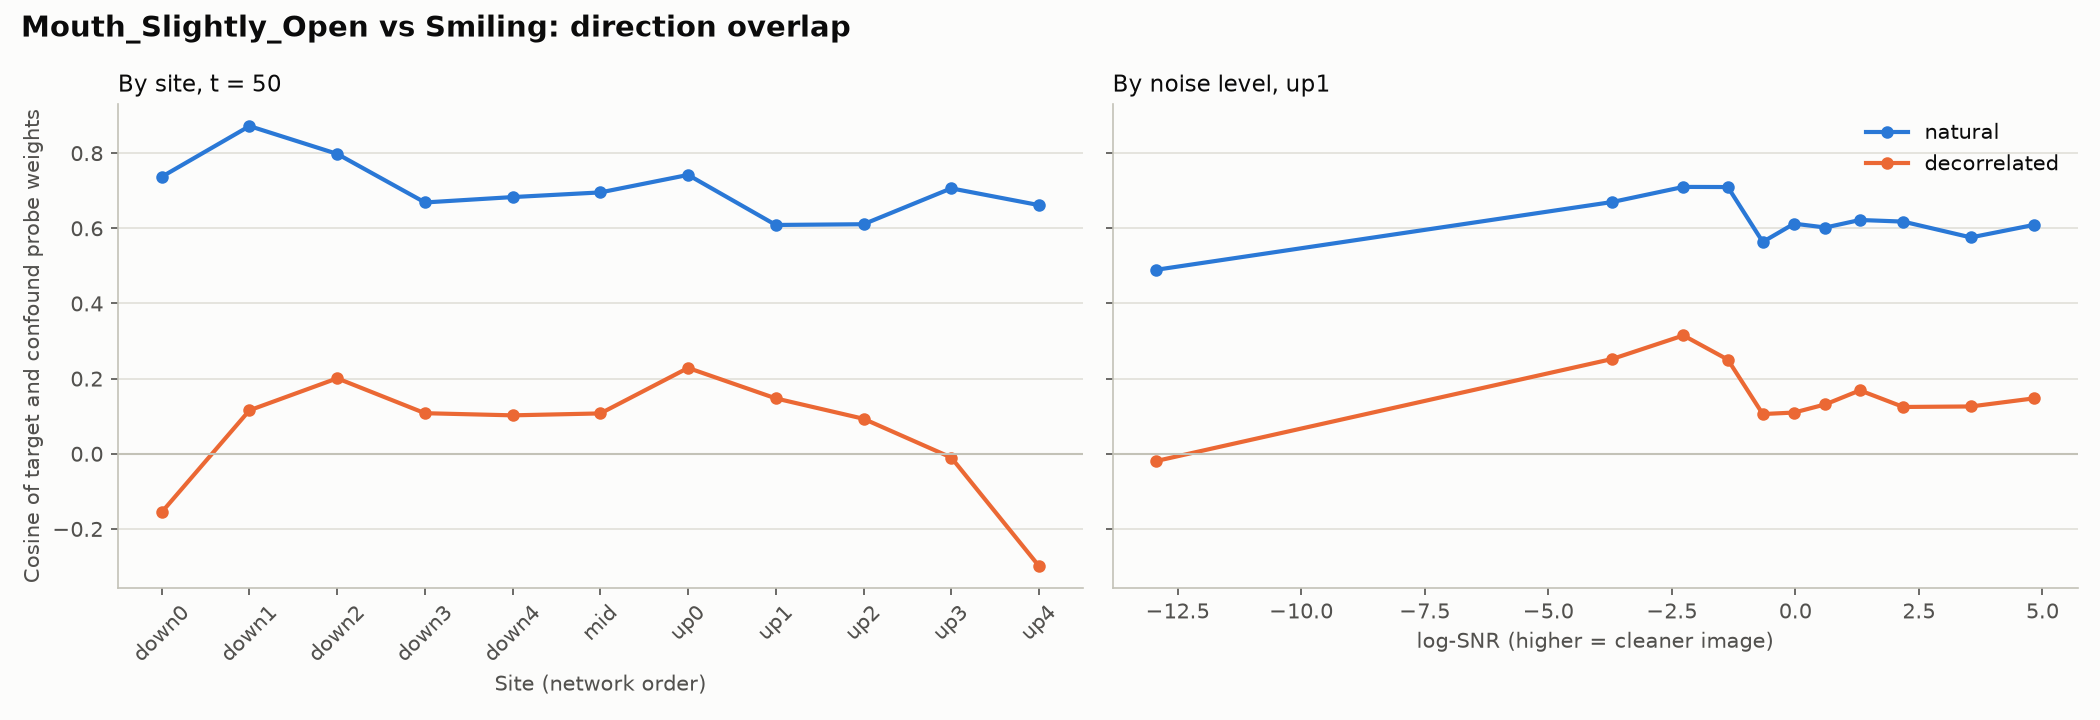 Mouth_Slightly_Open vs Smiling: direction overlap
By site, t = 50
Cosine of target and confound probe weights
0.8
0.6
0.4
0.2
0.0
−0.2
down0
down1
down2
down3
down4
mid
up0
up1
up2
up3
up4
Site (network order)
By noise level, up1
natural
decorrelated
−12.5
−10.0
−7.5
−5.0
−2.5
0.0
2.5
5.0
log-SNR (higher = cleaner image)